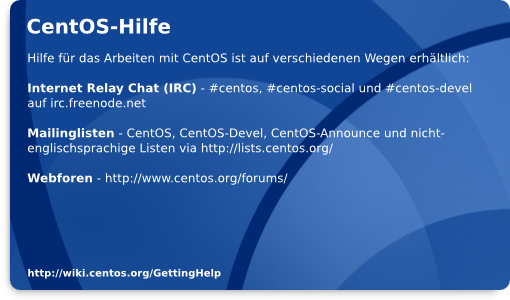 CentOS-Hilfe
Hilfe für das Arbeiten mit CentOS ist auf verschiedenen Wegen erhältlich:
Internet Relay Chat (IRC) - #centos, #centos-social und #centos-devel
auf irc.freenode.net
Mailinglisten - CentOS, CentOS-Devel, CentOS-Announce und nicht-
englischsprachige Listen via http://lists.centos.org/
Webforen - http://www.centos.org/forums/
http://wiki.centos.org/GettingHelp